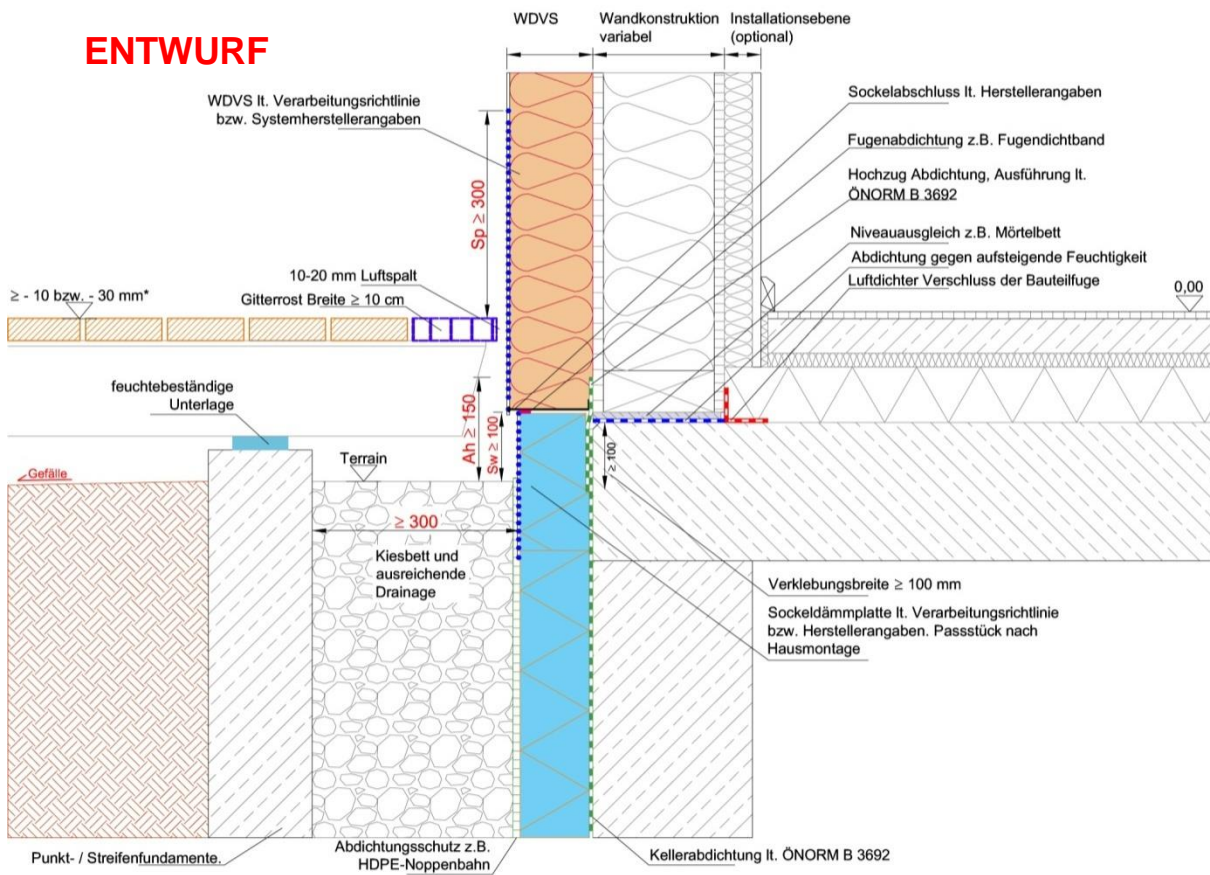 ENTWURF
WDVS
Wandkonstruktion
variabel
Installationsebene
(optional)
WDVS lt. Verarbeitungsrichtlinie
bzw. Systemherstellerangaben
Sockelabschluss lt. Herstellerangaben
Fugenabdichtung z.B. Fugendichtband
Hochzug Abdichtung, Ausführung lt.
ÖNORM B 3692
Niveauausgleich z.B. Mörtelbett
Abdichtung gegen aufsteigende Feuchtigkeit
Luftdichter Verschluss der Bauteilfuge
Sp ≥ 300
10-20 mm Luftspalt
Gitterrost Breite ≥ 10 cm
≥ - 10 bzw. - 30 mm*
0,00
feuchtebeständige
Unterlage
Ah ≥ 150
Sw ≥ 100
≥ 100
Terrain
Gefälle
≥ 300
Kiesbett und
ausreichende
Drainage
Verklebungsbreite ≥ 100 mm
Sockeldämmplatte lt. Verarbeitungsrichtlinie
bzw. Herstellerangaben. Passstück nach
Hausmontage
Punkt- / Streifenfundamente.
Abdichtungsschutz z.B.
HDPE-Noppenbahn
Kellerabdichtung lt. ÖNORM B 3692